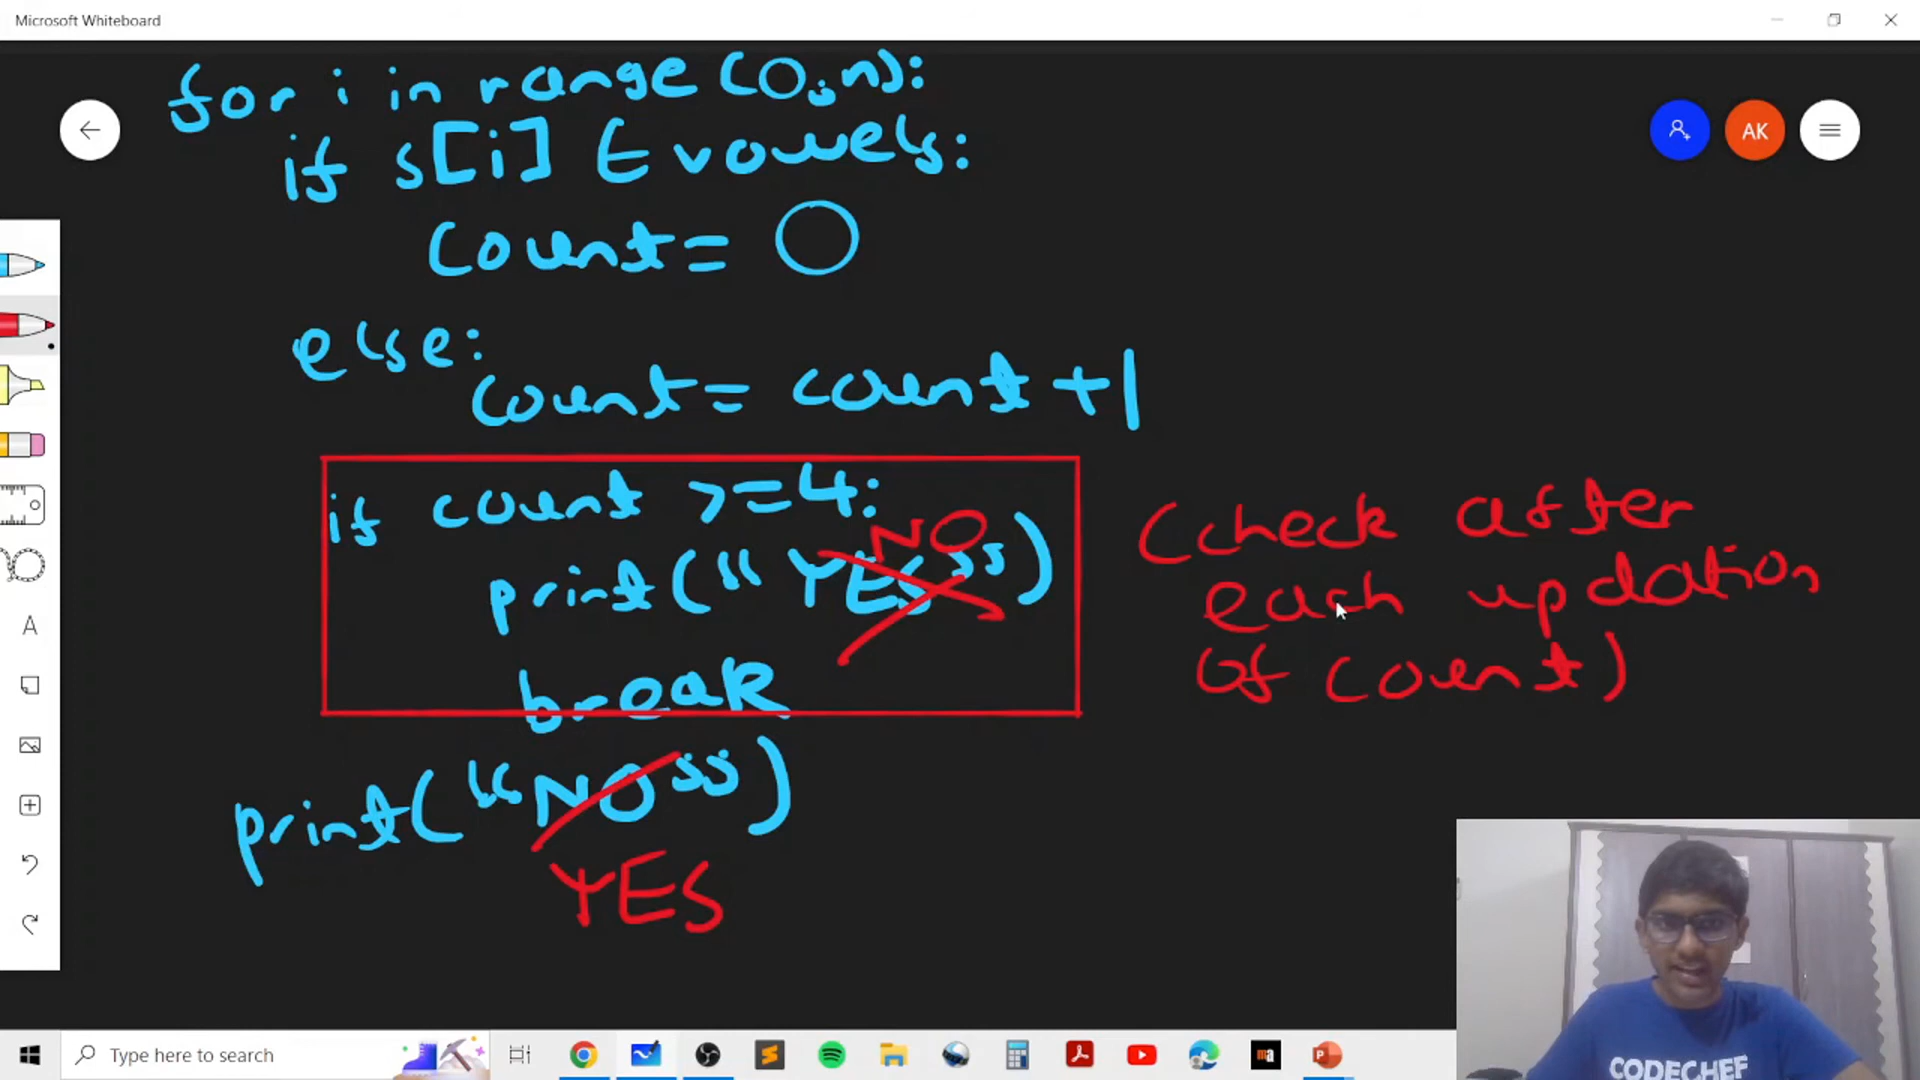 Microsoft Whiteboard
for i in range (0,n):
if s[i] ∈ vowels:
AK
count = 0
else:
count = count +1
if count >=4:
NO
print(" YES")
break
(check after
each updation
of count)
print("NO")
YES
A
Type here to search
ma
CODECHEF